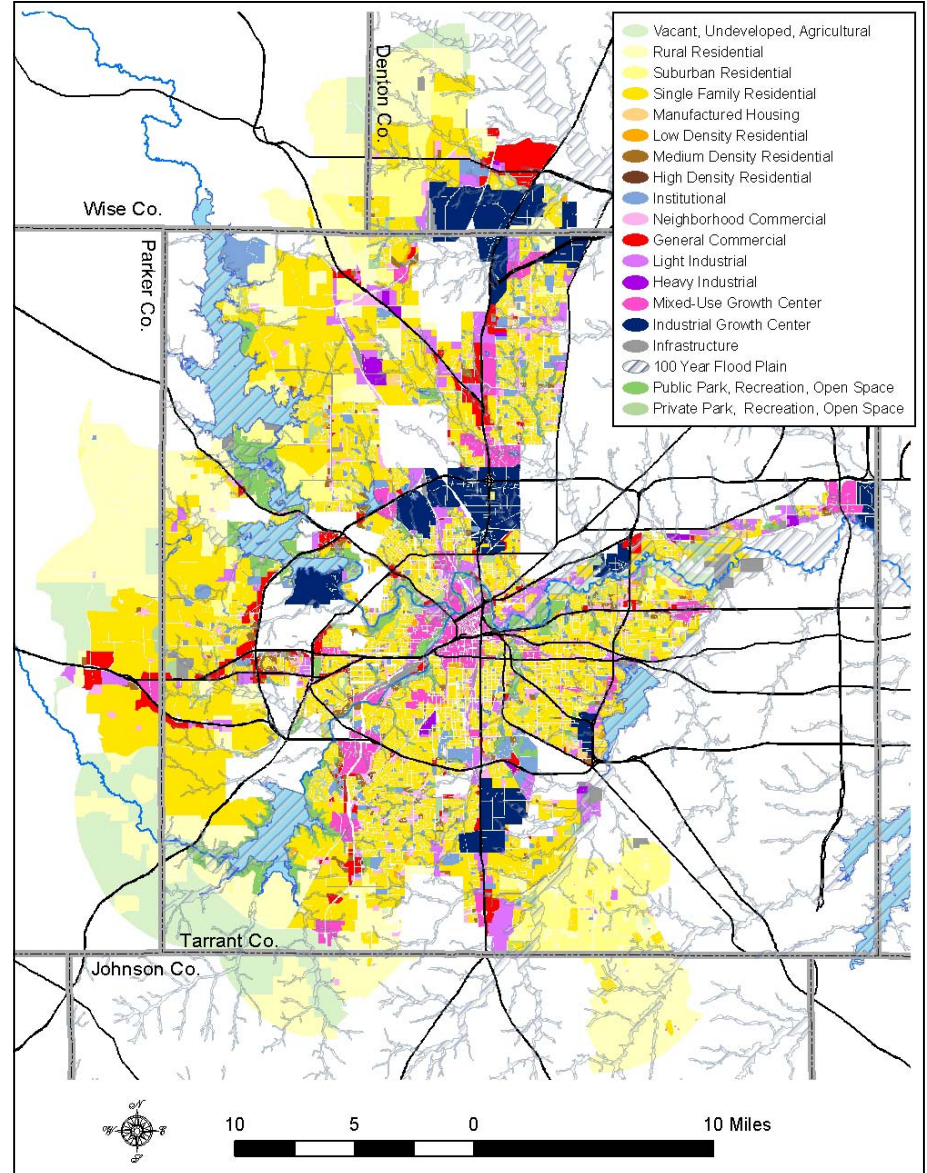 Vacant, Undeveloped, Agricultural
Rural Residential
Suburban Residential
Single Family Residential
Manufactured Housing
Low Density Residential
Medium Density Residential
High Density Residential
Institutional
Neighborhood Commercial
General Commercial
Light Industrial
Heavy Industrial
Mixed-Use Growth Center
Industrial Growth Center
Infrastructure
100 Year Flood Plain
Public Park, Recreation, Open Space
Private Park, Recreation, Open Space
Denton Co.
Wise Co.
Parker Co.
Tarrant Co.
Johnson Co.
N
W E
S
10 5 0 10 Miles